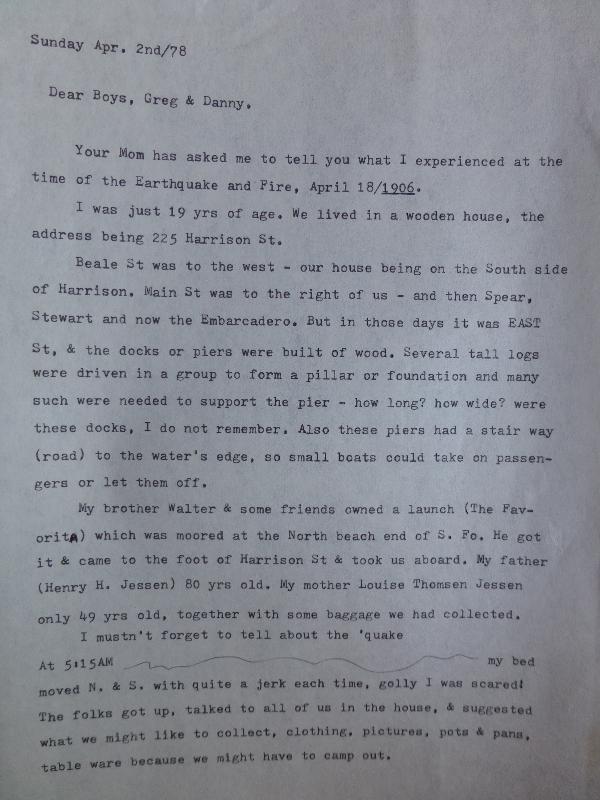 Sunday Apr. 2nd/78
Dear Boys, Greg & Danny.
Your Mom has asked me to tell you what I experienced at the
time of the Earthquake and Fire, April 18/1906.
I was just 19 yrs of age. We lived in a wooden house, the
address being 225 Harrison St.
Beale St was to the west - our house being on the South side
of Harrison. Main St was to the right of us - and then Spear,
Stewart and now the Embarcadero. But in those days it was EAST
St, & the docks or piers were built of wood. Several tall logs
were driven in a group to form a pillar or foundation and many
such were needed to support the pier - how long? how wide? were
these docks, I do not remember. Also these piers had a stair way
(road) to the water's edge, so small boats could take on passen-
gers or let them off.
My brother Walter & some friends owned a launch (The Fav-
orita) which was moored at the North beach end of S. Fo. He got
it & came to the foot of Harrison St & took us aboard. My father
(Henry H. Jessen) 80 yrs old. My mother Louise Thomsen Jessen
only 49 yrs old, together with some baggage we had collected.
I mustn't forget to tell about the 'quake
At 5:15AM my bed
moved N. & S. with quite a jerk each time, golly I was scared!
The folks got up, talked to all of us in the house, & suggested
what we might like to collect, clothing, pictures, pots & pans,
table ware because we might have to camp out.